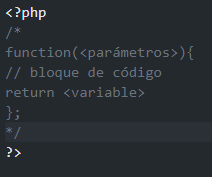 <?php
/*
function(<parámetros>){
// bloque de código
return <variable>
};
*/
?>